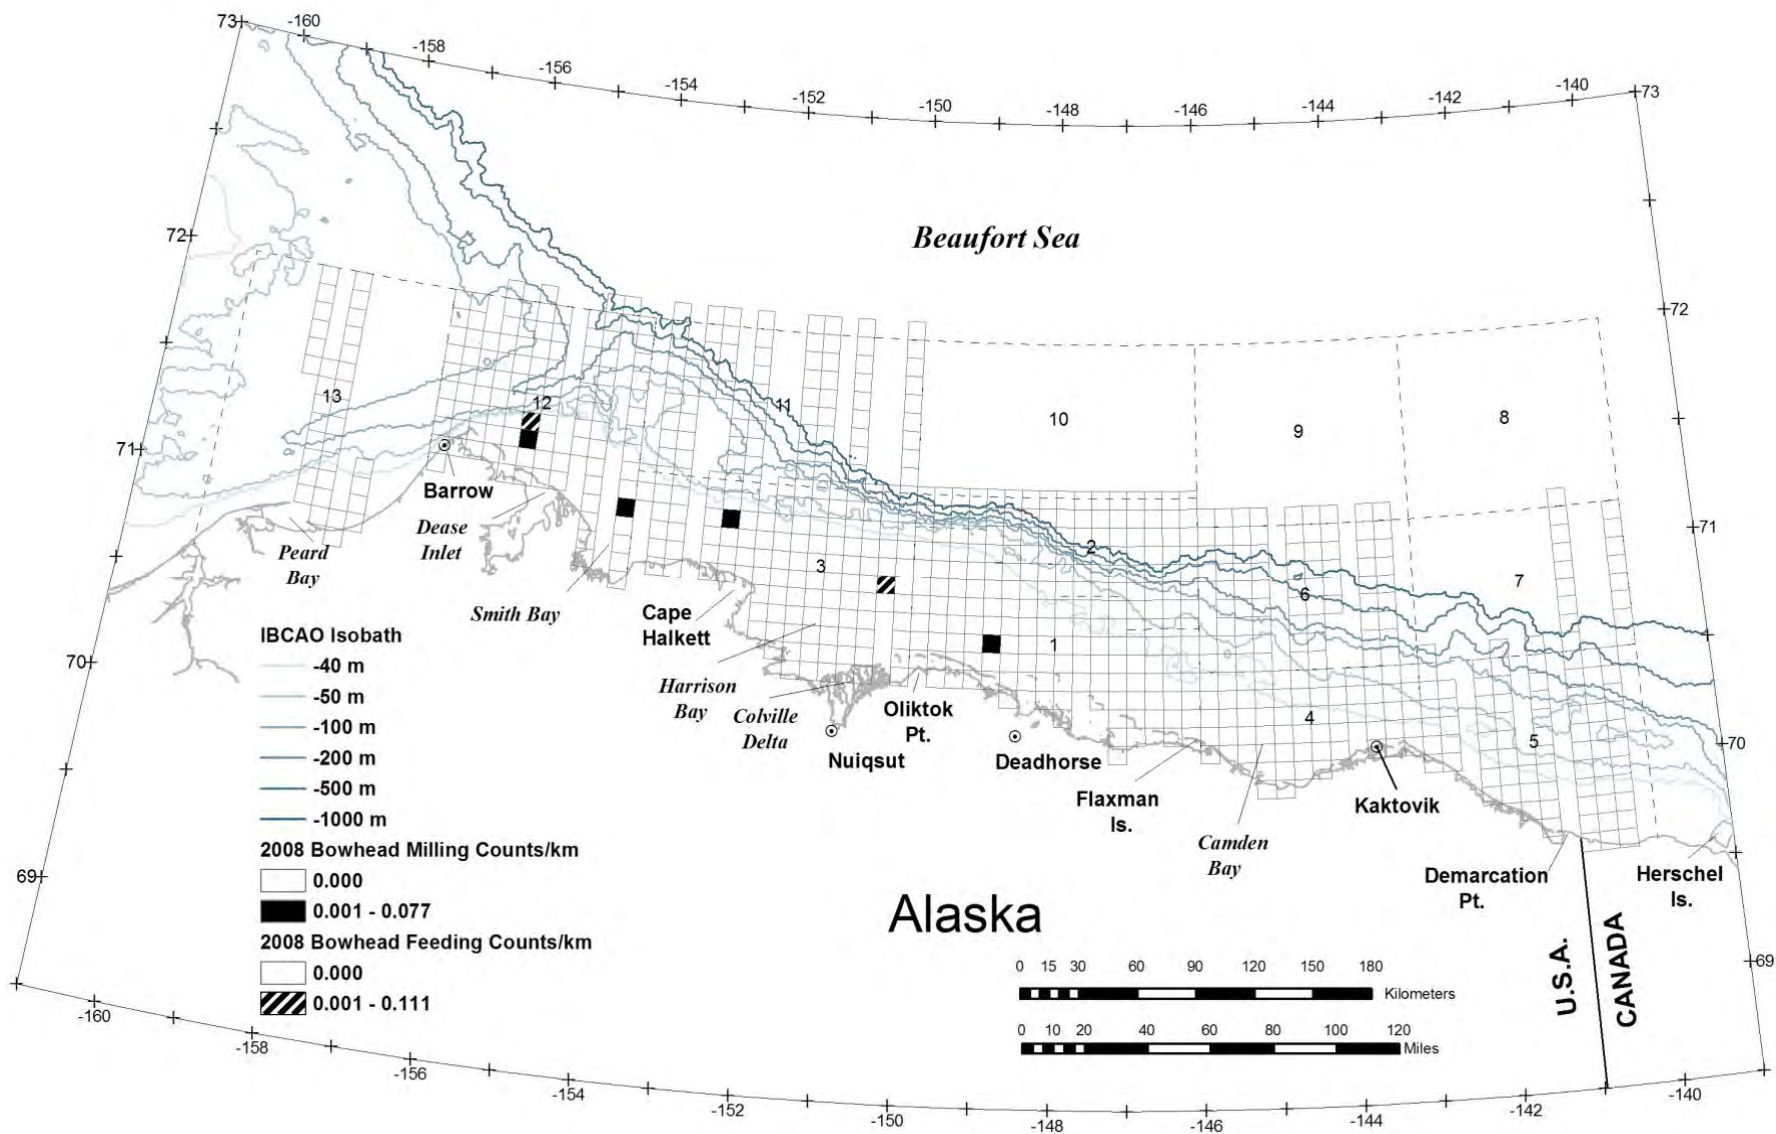 73
-160
-158
-156
-154
-152
-150
-148
-146
-144
-142
-140
73
72
Beaufort Sea
72
13
12
11
10
9
8
71
Barrow
Dease
Inlet
Peard
Bay
Smith Bay
Cape
Halkett
3
2
1
6
7
71
70
Harrison
Bay
Colville
Delta
Oliktok
Pt.
Nuiqsut
Deadhorse
Flaxman
Is.
4
5
70
Kaktovik
Camden
Bay
Demarcation
Pt.
Herschel
Is.
IBCAO Isobath
-40 m
-50 m
-100 m
-200 m
-500 m
-1000 m
2008 Bowhead Milling Counts/km
0.000
0.001 - 0.077
2008 Bowhead Feeding Counts/km
0.000
0.001 - 0.111
69
Alaska
U.S.A.
CANADA
69
0 15 30 60 90 120 150 180
Kilometers
0 10 20 40 60 80 100 120
Miles
-160
-158
-156
-154
-152
-150
-148
-146
-144
-142
-140